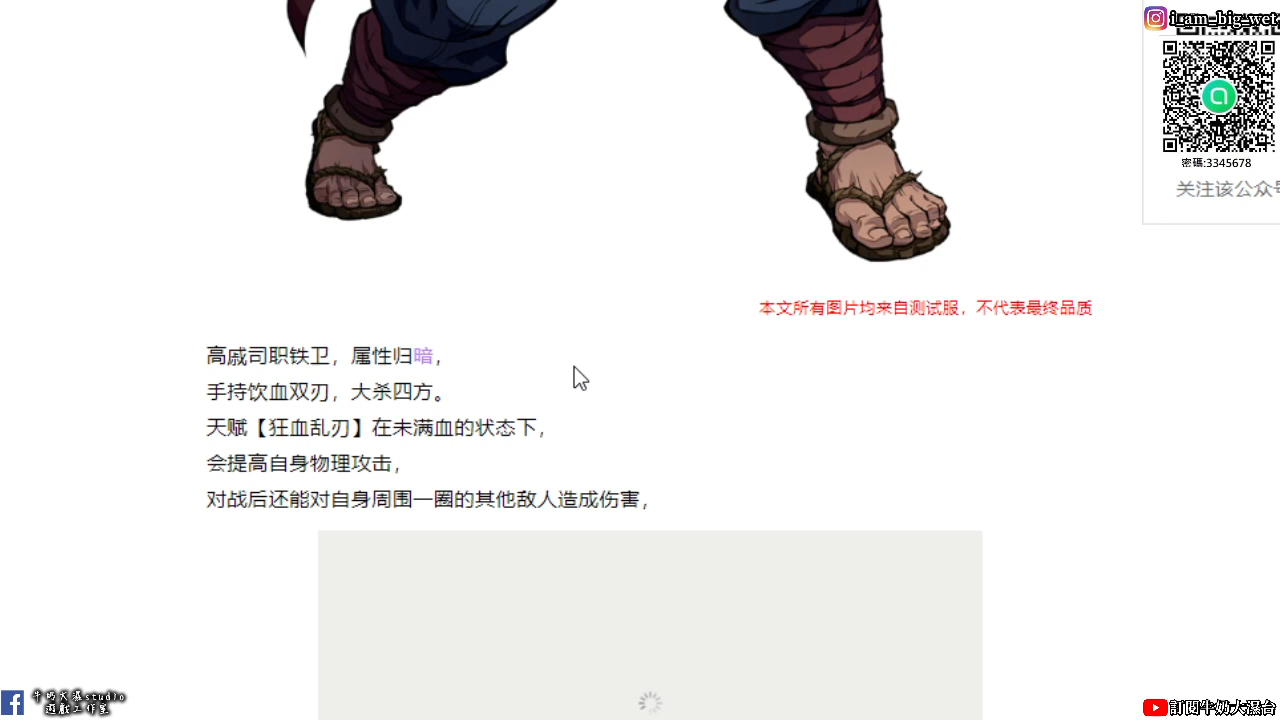 i_am_big_wet
密碼:3345678
关注该公众号
本文所有图片均来自测试服，不代表最终品质
高戚司职铁卫，属性归暗，
手持饮血双刃，大杀四方。
天赋【狂血乱刃】在未满血的状态下，
会提高自身物理攻击，
对战后还能对自身周围一圈的其他敌人造成伤害，
牛奶大濕studio
遊戲工作室
訂閱牛奶大濕台